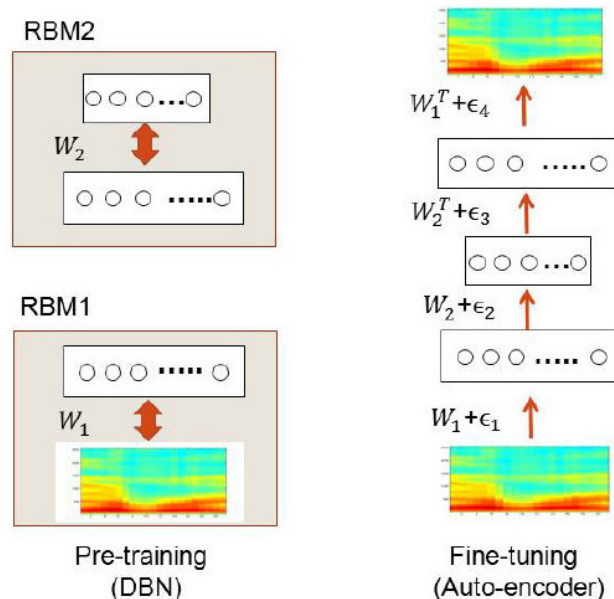 RBM2
W₂
RBM1
W₁
Pre-training
(DBN)
W₁ᵀ+ϵ₄
W₂ᵀ+ϵ₃
W₂+ϵ₂
W₁+ϵ₁
Fine-tuning
(Auto-encoder)